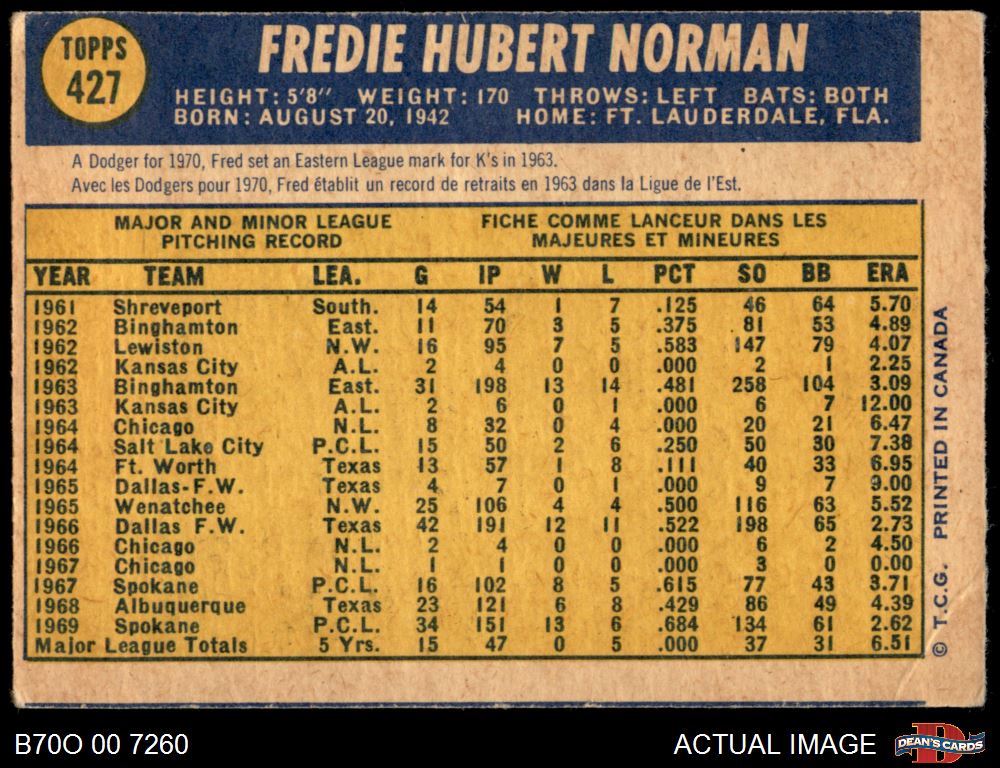 TOPPS
427
FREDIE HUBERT NORMAN
HEIGHT: 5'8" WEIGHT: 170 THROWS: LEFT BATS: BOTH
BORN: AUGUST 20, 1942 HOME: FT. LAUDERDALE, FLA.
A Dodger for 1970, Fred set an Eastern League mark for K's in 1963.
Avec les Dodgers pour 1970, Fred établit un record de retraits en 1963 dans la Ligue de l'Est.
MAJOR AND MINOR LEAGUE
PITCHING RECORD
FICHE COMME LANCEUR DANS LES
MAJEURES ET MINEURES
YEAR TEAM LEA. G IP W L PCT SO BB ERA
1961 Shreveport South. 14 54 1 7 .125 46 64 5.70
1962 Binghamton East. 11 70 3 5 .375 81 53 4.89
1962 Lewiston N.W. 16 95 7 5 .583 147 79 4.07
1962 Kansas City A.L. 2 4 0 0 .000 2 1 2.25
1963 Binghamton East. 31 198 13 14 .481 258 104 3.09
1963 Kansas City A.L. 2 6 0 1 .000 6 7 12.00
1964 Chicago N.L. 8 32 0 4 .000 20 21 6.47
1964 Salt Lake City P.C.L. 15 50 2 6 .250 50 30 7.38
1964 Ft. Worth Texas 13 57 1 8 .111 40 33 6.95
1965 Dallas-F.W. Texas 4 7 0 1 .000 9 7 9.00
1965 Wenatchee N.W. 25 106 4 4 .500 116 63 5.52
1966 Dallas F.W. Texas 42 191 12 11 .522 198 65 2.73
1966 Chicago N.L. 2 4 0 0 .000 6 2 4.50
1967 Chicago N.L. 1 1 0 0 .000 3 0 0.00
1967 Spokane P.C.L. 16 102 8 5 .615 77 43 3.71
1968 Albuquerque Texas 23 121 6 8 .429 86 49 4.39
1969 Spokane P.C.L. 34 151 13 6 .684 134 61 2.62
Major League Totals 5 Yrs. 15 47 0 5 .000 37 31 6.51
© T.C.G. PRINTED IN CANADA
B70O 00 7260
ACTUAL IMAGE
DEAN'S CARDS